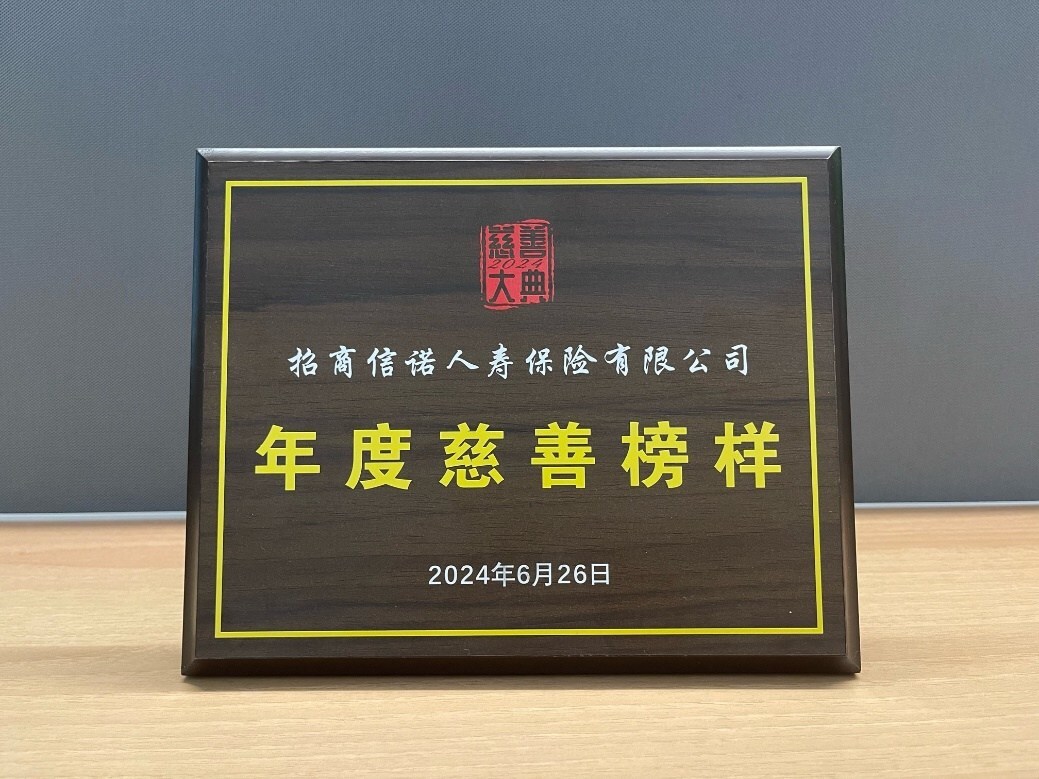 慈善
2024
大典
招商信诺人寿保险有限公司
年度慈善榜样
2024年6月26日